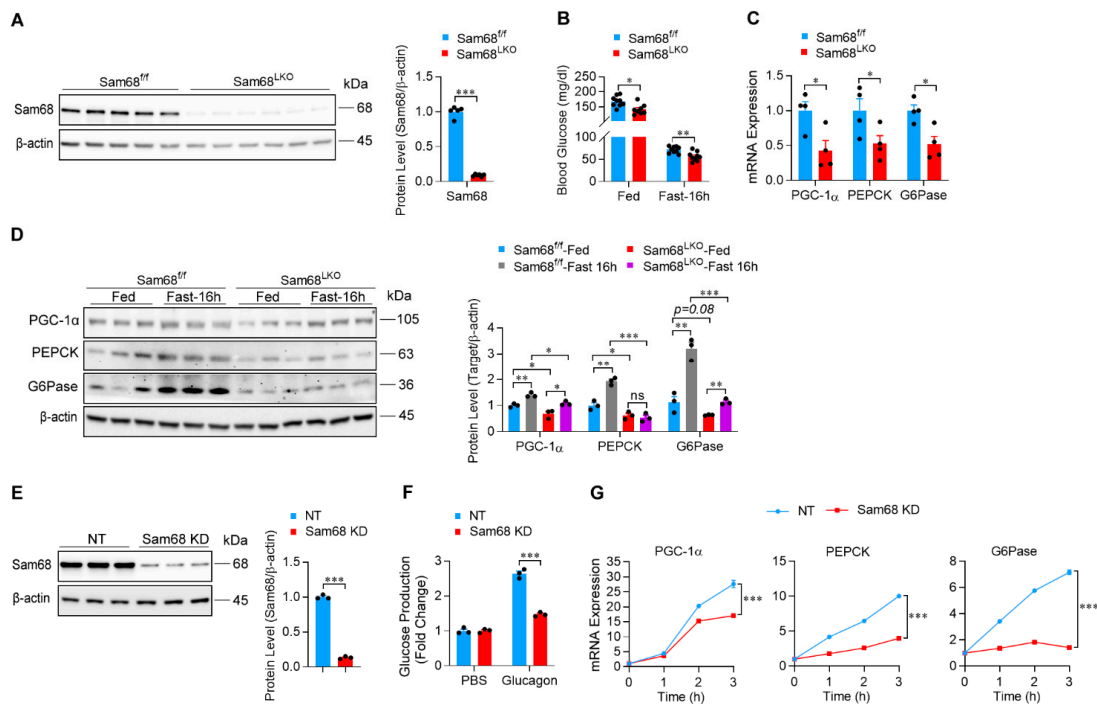 A
Sam68f/f
Sam68LKO
kDa
Sam68
68
β-actin
45
Sam68f/f
Sam68LKO
Protein Level (Sam68/β-actin)
1.5
1.0
0.5
0.0
***
Sam68
B
Sam68f/f
Sam68LKO
Blood Glucose (mg/dl)
300
250
200
150
100
50
0
*
**
Fed
Fast-16h
C
Sam68f/f
Sam68LKO
mRNA Expression
1.5
1.0
0.5
0.0
*
*
*
PGC-1α
PEPCK
G6Pase
D
Sam68f/f
Sam68LKO
Fed
Fast-16h
Fed
Fast-16h
kDa
PGC-1α
105
PEPCK
63
G6Pase
36
β-actin
45
Sam68f/f-Fed
Sam68LKO-Fed
Sam68f/f-Fast 16h
Sam68LKO-Fast 16h
Protein Level (Target/β-actin)
4
3
2
1
0
*
*
**
*
***
*
**
ns
***
p=0.08
**
**
PGC-1α
PEPCK
G6Pase
E
NT
Sam68 KD
kDa
Sam68
68
β-actin
45
NT
Sam68 KD
Protein Level (Sam68/β-actin)
1.5
1.0
0.5
0.0
***
F
NT
Sam68 KD
Glucose Production
(Fold Change)
3
2
1
0
***
PBS
Glucagon
G
NT
Sam68 KD
PGC-1α
mRNA Expression
35
30
25
20
15
10
5
0
***
0
1
2
3
Time (h)
PEPCK
15
10
5
0
***
0
1
2
3
Time (h)
G6Pase
8
6
4
2
0
***
0
1
2
3
Time (h)